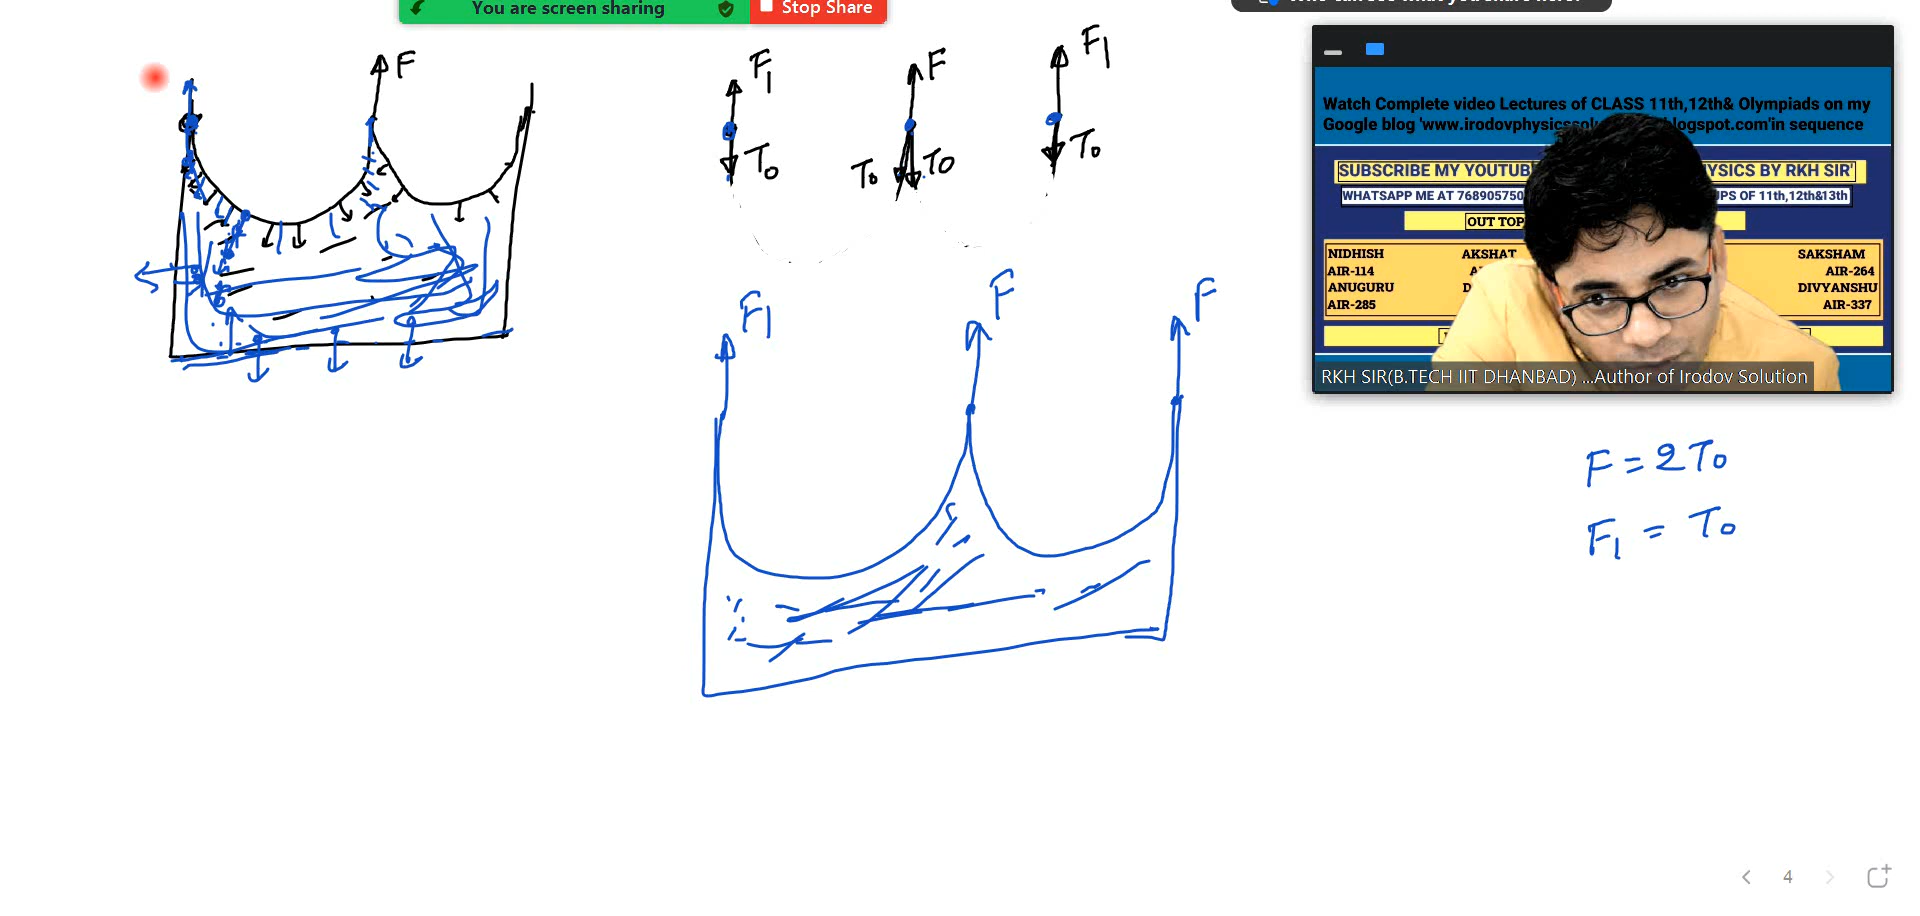 You are screen sharing
Stop Share
F
F1
T0
F
T0
T0
F1
T0
F1
F
F
F = 2T0
F1 = T0
Watch Complete video Lectures of CLASS 11th,12th& Olympiads on my
Google blog 'www.irodovphysicssol logspot.com'in sequence
SUBSCRIBE MY YOUTUB YSICS BY RKH SIR'
WHATSAPP ME AT 768905750 PS OF 11th,12th&13th
OUT TOP
NIDHISH
AIR-114
ANUGURU
AIR-285
AKSHAT
SAKSHAM
AIR-264
DIVYANSHU
AIR-337
RKH SIR(B.TECH IIT DHANBAD) ...Author of Irodov Solution
4